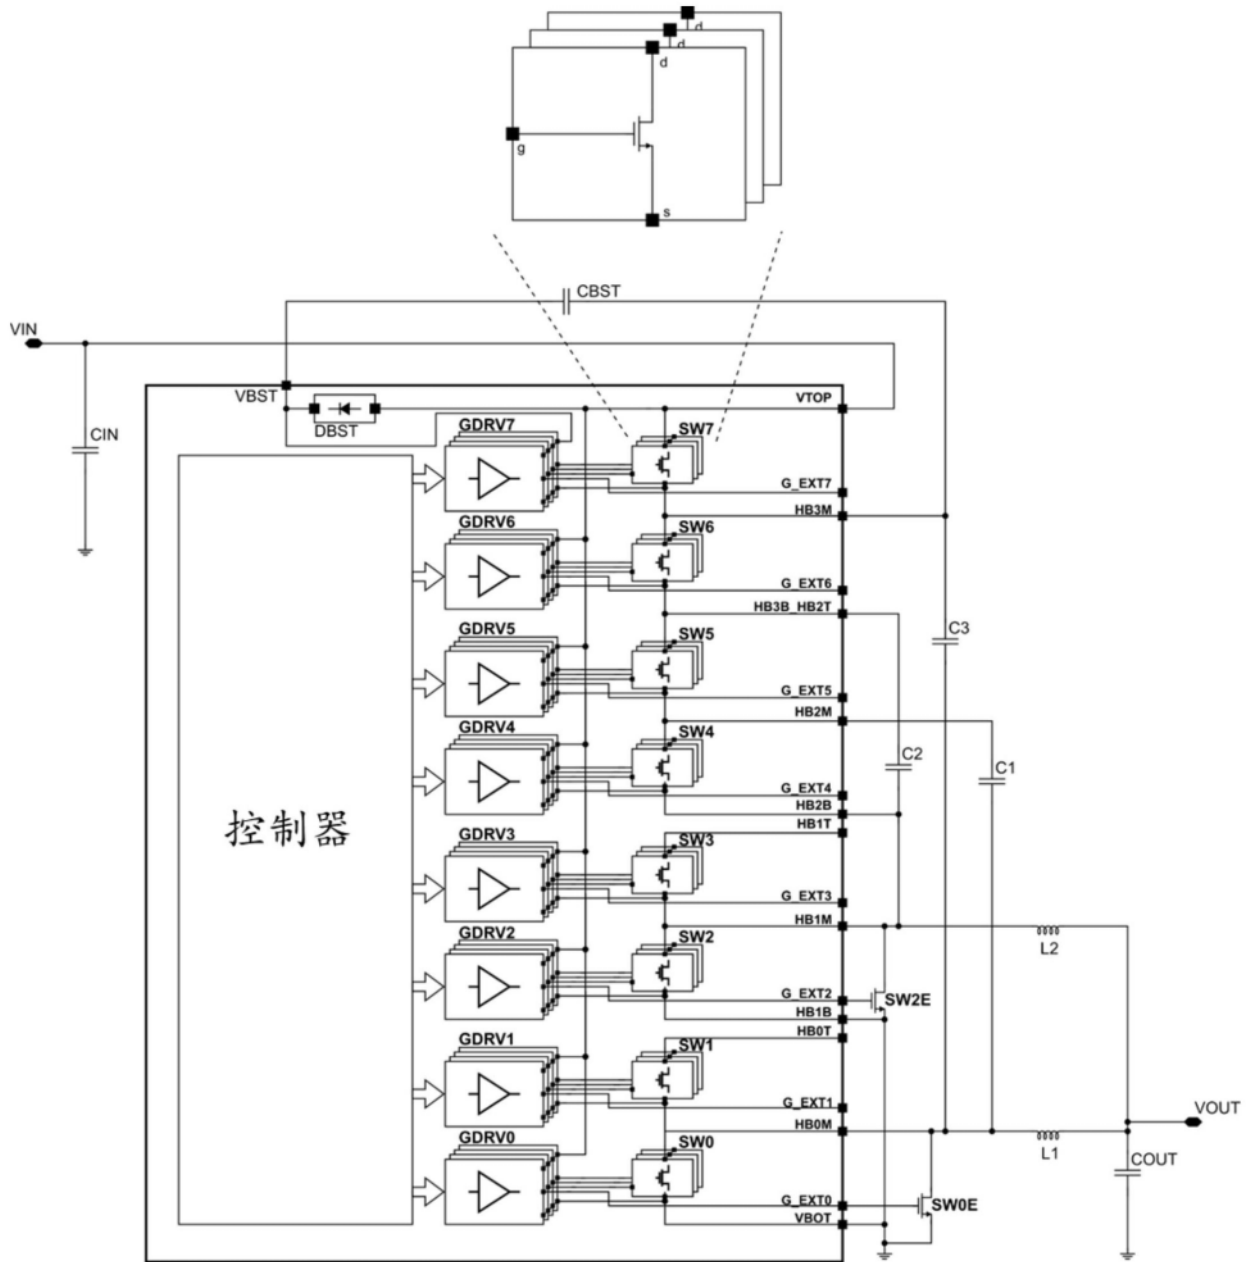 d
d
d
g
s
CBST
VIN
VBST
VTOP
DBST
CIN
GDRV7
SW7
G_EXT7
HB3M
GDRV6
SW6
G_EXT6
HB3B_HB2T
C3
GDRV5
SW5
G_EXT5
HB2M
GDRV4
SW4
C2
C1
G_EXT4
HB2B
HB1T
控制器
GDRV3
SW3
G_EXT3
HB1M
GDRV2
SW2
L2
G_EXT2
SW2E
HB1B
HB0T
GDRV1
SW1
G_EXT1
VOUT
HB0M
GDRV0
SW0
L1
COUT
G_EXT0
SW0E
VBOT